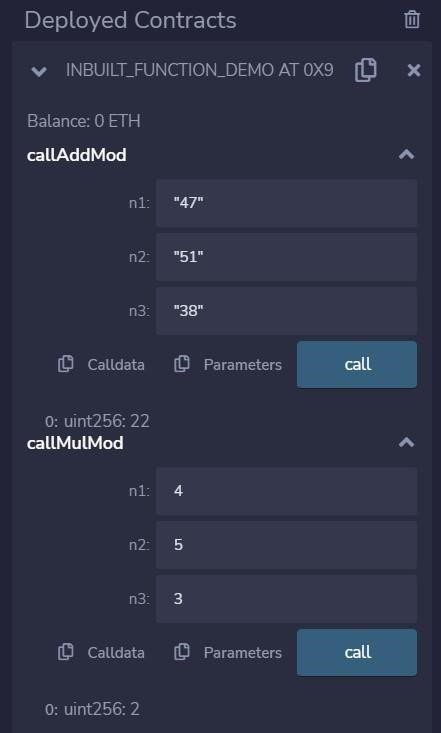 Deployed Contracts
INBUILT_FUNCTION_DEMO AT 0X9
Balance: 0 ETH
callAddMod
n1: "47"
n2: "51"
n3: "38"
Calldata Parameters call
0: uint256: 22
callMulMod
n1: 4
n2: 5
n3: 3
Calldata Parameters call
0: uint256: 2